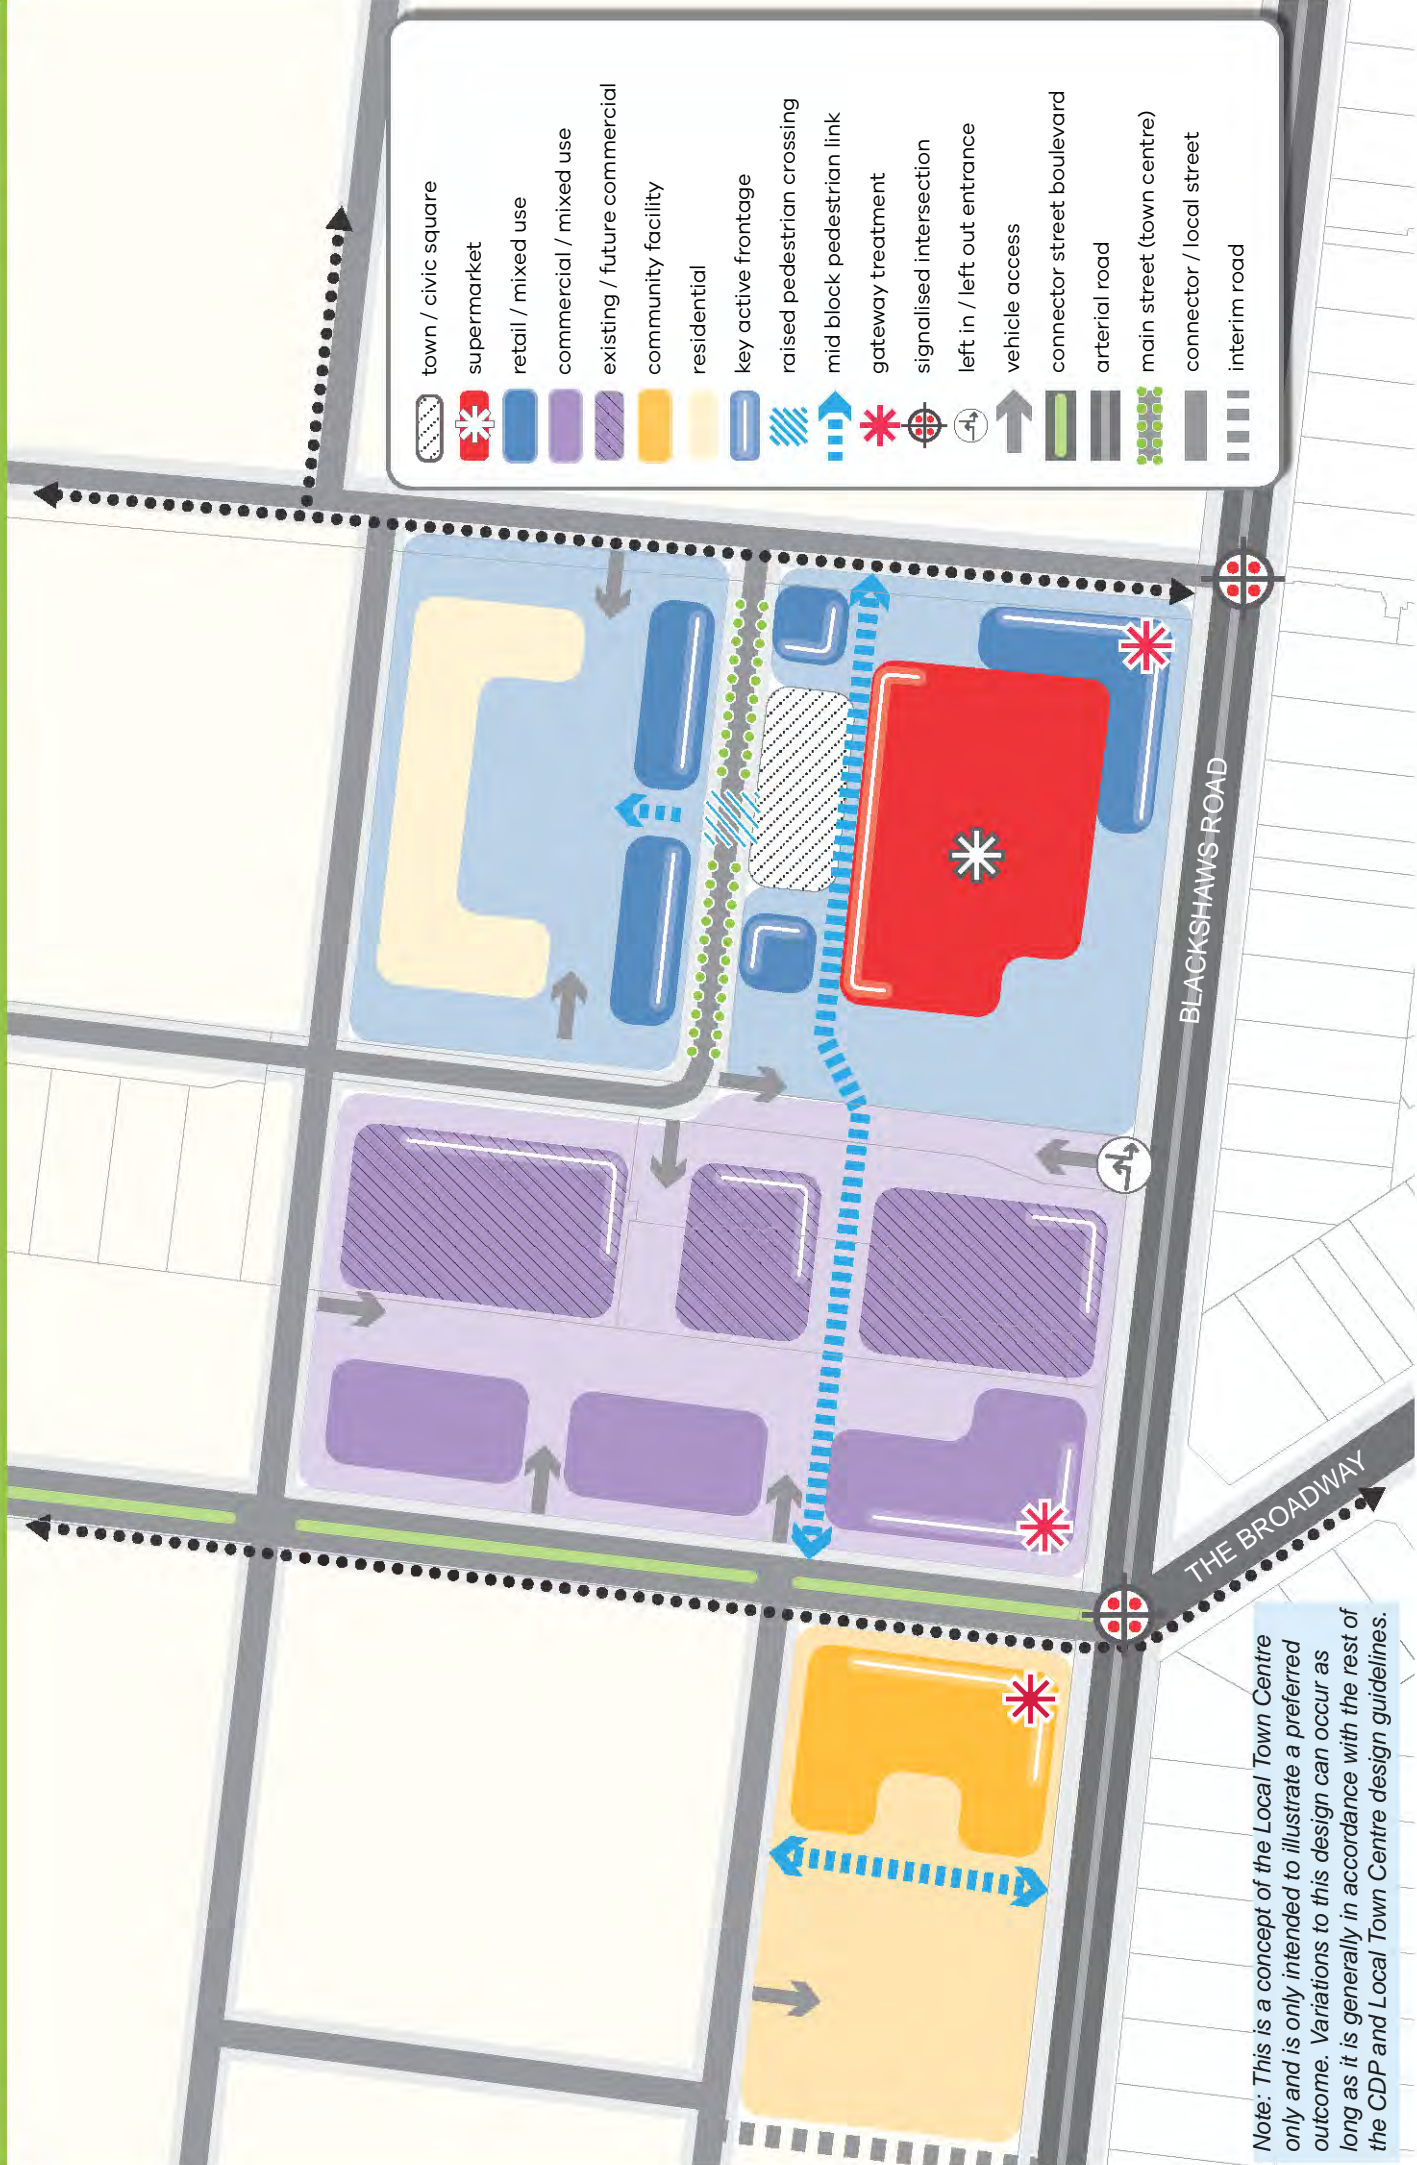 town / civic square
supermarket
retail / mixed use
commercial / mixed use
existing / future commercial
community facility
residential
key active frontage
raised pedestrian crossing
mid block pedestrian link
gateway treatment
signalised intersection
left in / left out entrance
vehicle access
connector street boulevard
arterial road
main street (town centre)
connector / local street
interim road
BLACKSHAWS ROAD
THE BROADWAY
Note: This is a concept of the Local Town Centre
only and is only intended to illustrate a preferred
outcome. Variations to this design can occur as
long as it is generally in accordance with the rest of
the CDP and Local Town Centre design guidelines.